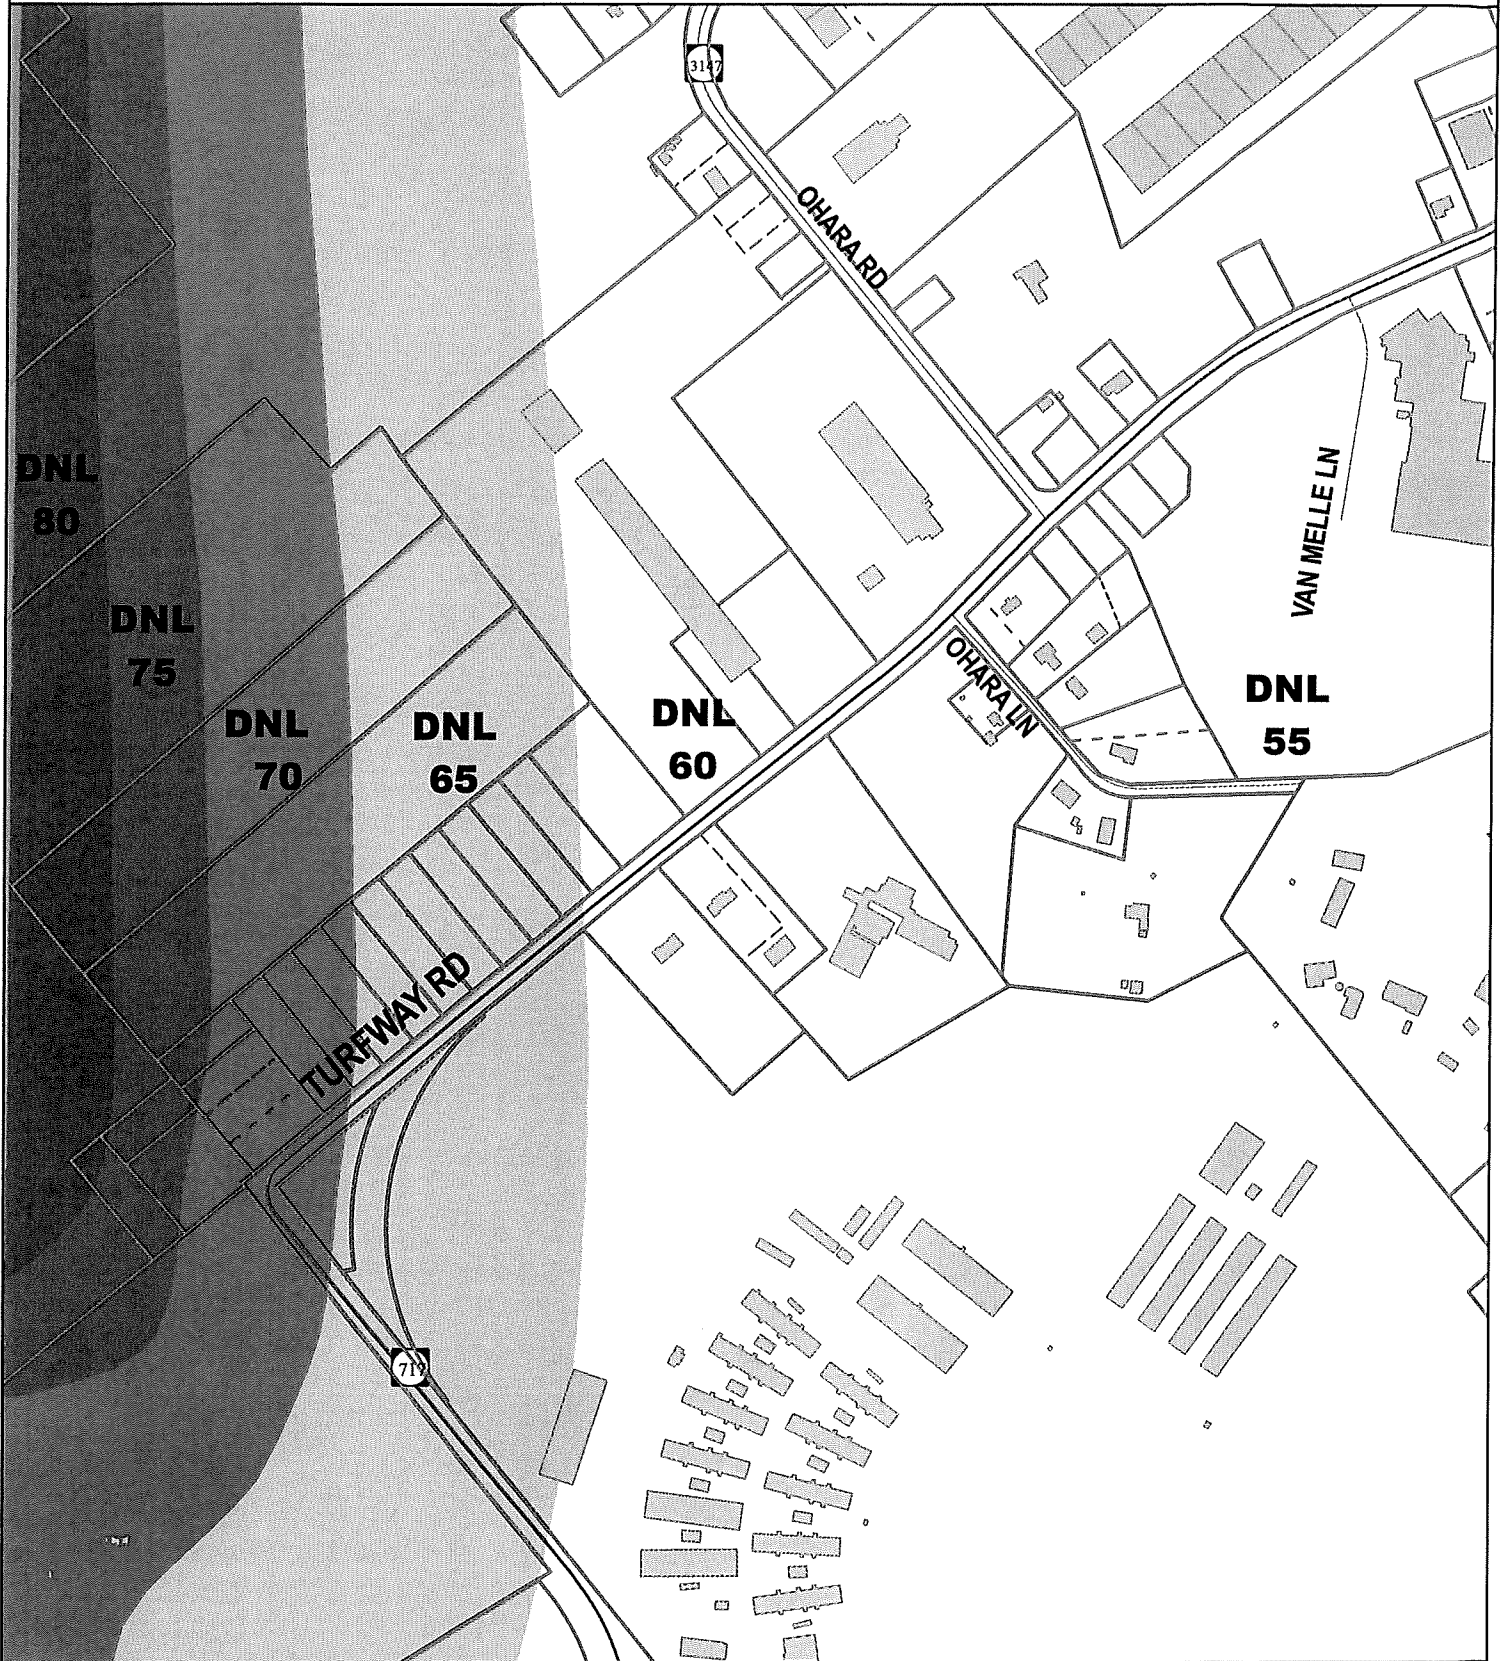 3147
OHARA RD
DNL
80
DNL
75
DNL
70
DNL
65
DNL
60
DNL
55
VAN MELLE LN
OHARA LN
TURFWAY RD
717